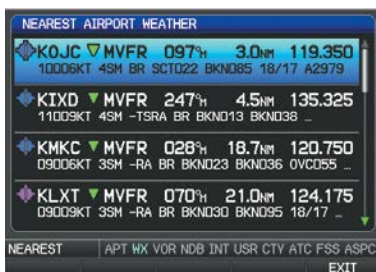 NEAREST AIRPORT WEATHER
KOJC MVFR 097°M 3.0NM 119.350
10006KT 4SM BR SCT022 BKN085 18/17 A2979
KIXD MVFR 247°M 4.5NM 135.325
11009KT 4SM -TSRA BR BKN013 BKN038 …
KMKC MVFR 028°M 18.7NM 120.750
09006KT 3SM -RA BR BKN023 BKN036 OVC055 …
KLXT MVFR 070°M 21.0NM 124.175
09009KT 3SM -RA BR BKN030 BKN095 18/17 …
NEAREST APT WX VOR NDB INT USR CTY ATC FSS ASPC
EXIT